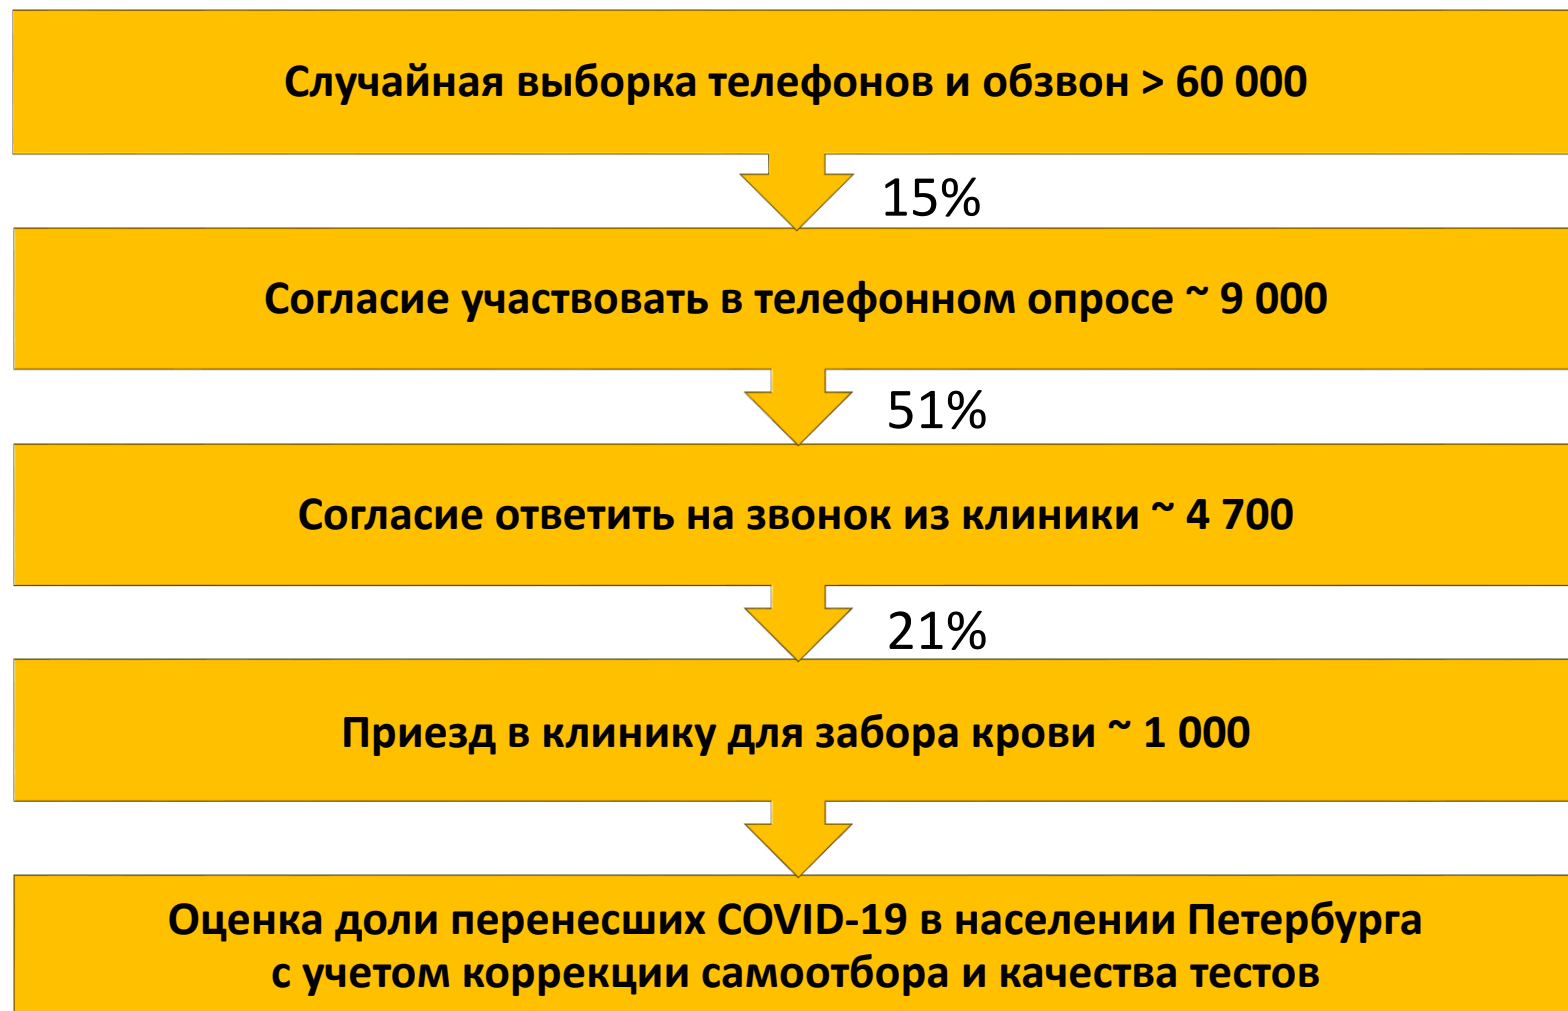 Случайная выборка телефонов и обзвон > 60 000
15%
Согласие участвовать в телефонном опросе ~ 9 000
51%
Согласие ответить на звонок из клиники ~ 4 700
21%
Приезд в клинику для забора крови ~ 1 000
Оценка доли перенесших COVID-19 в населении Петербурга
с учетом коррекции самоотбора и качества тестов